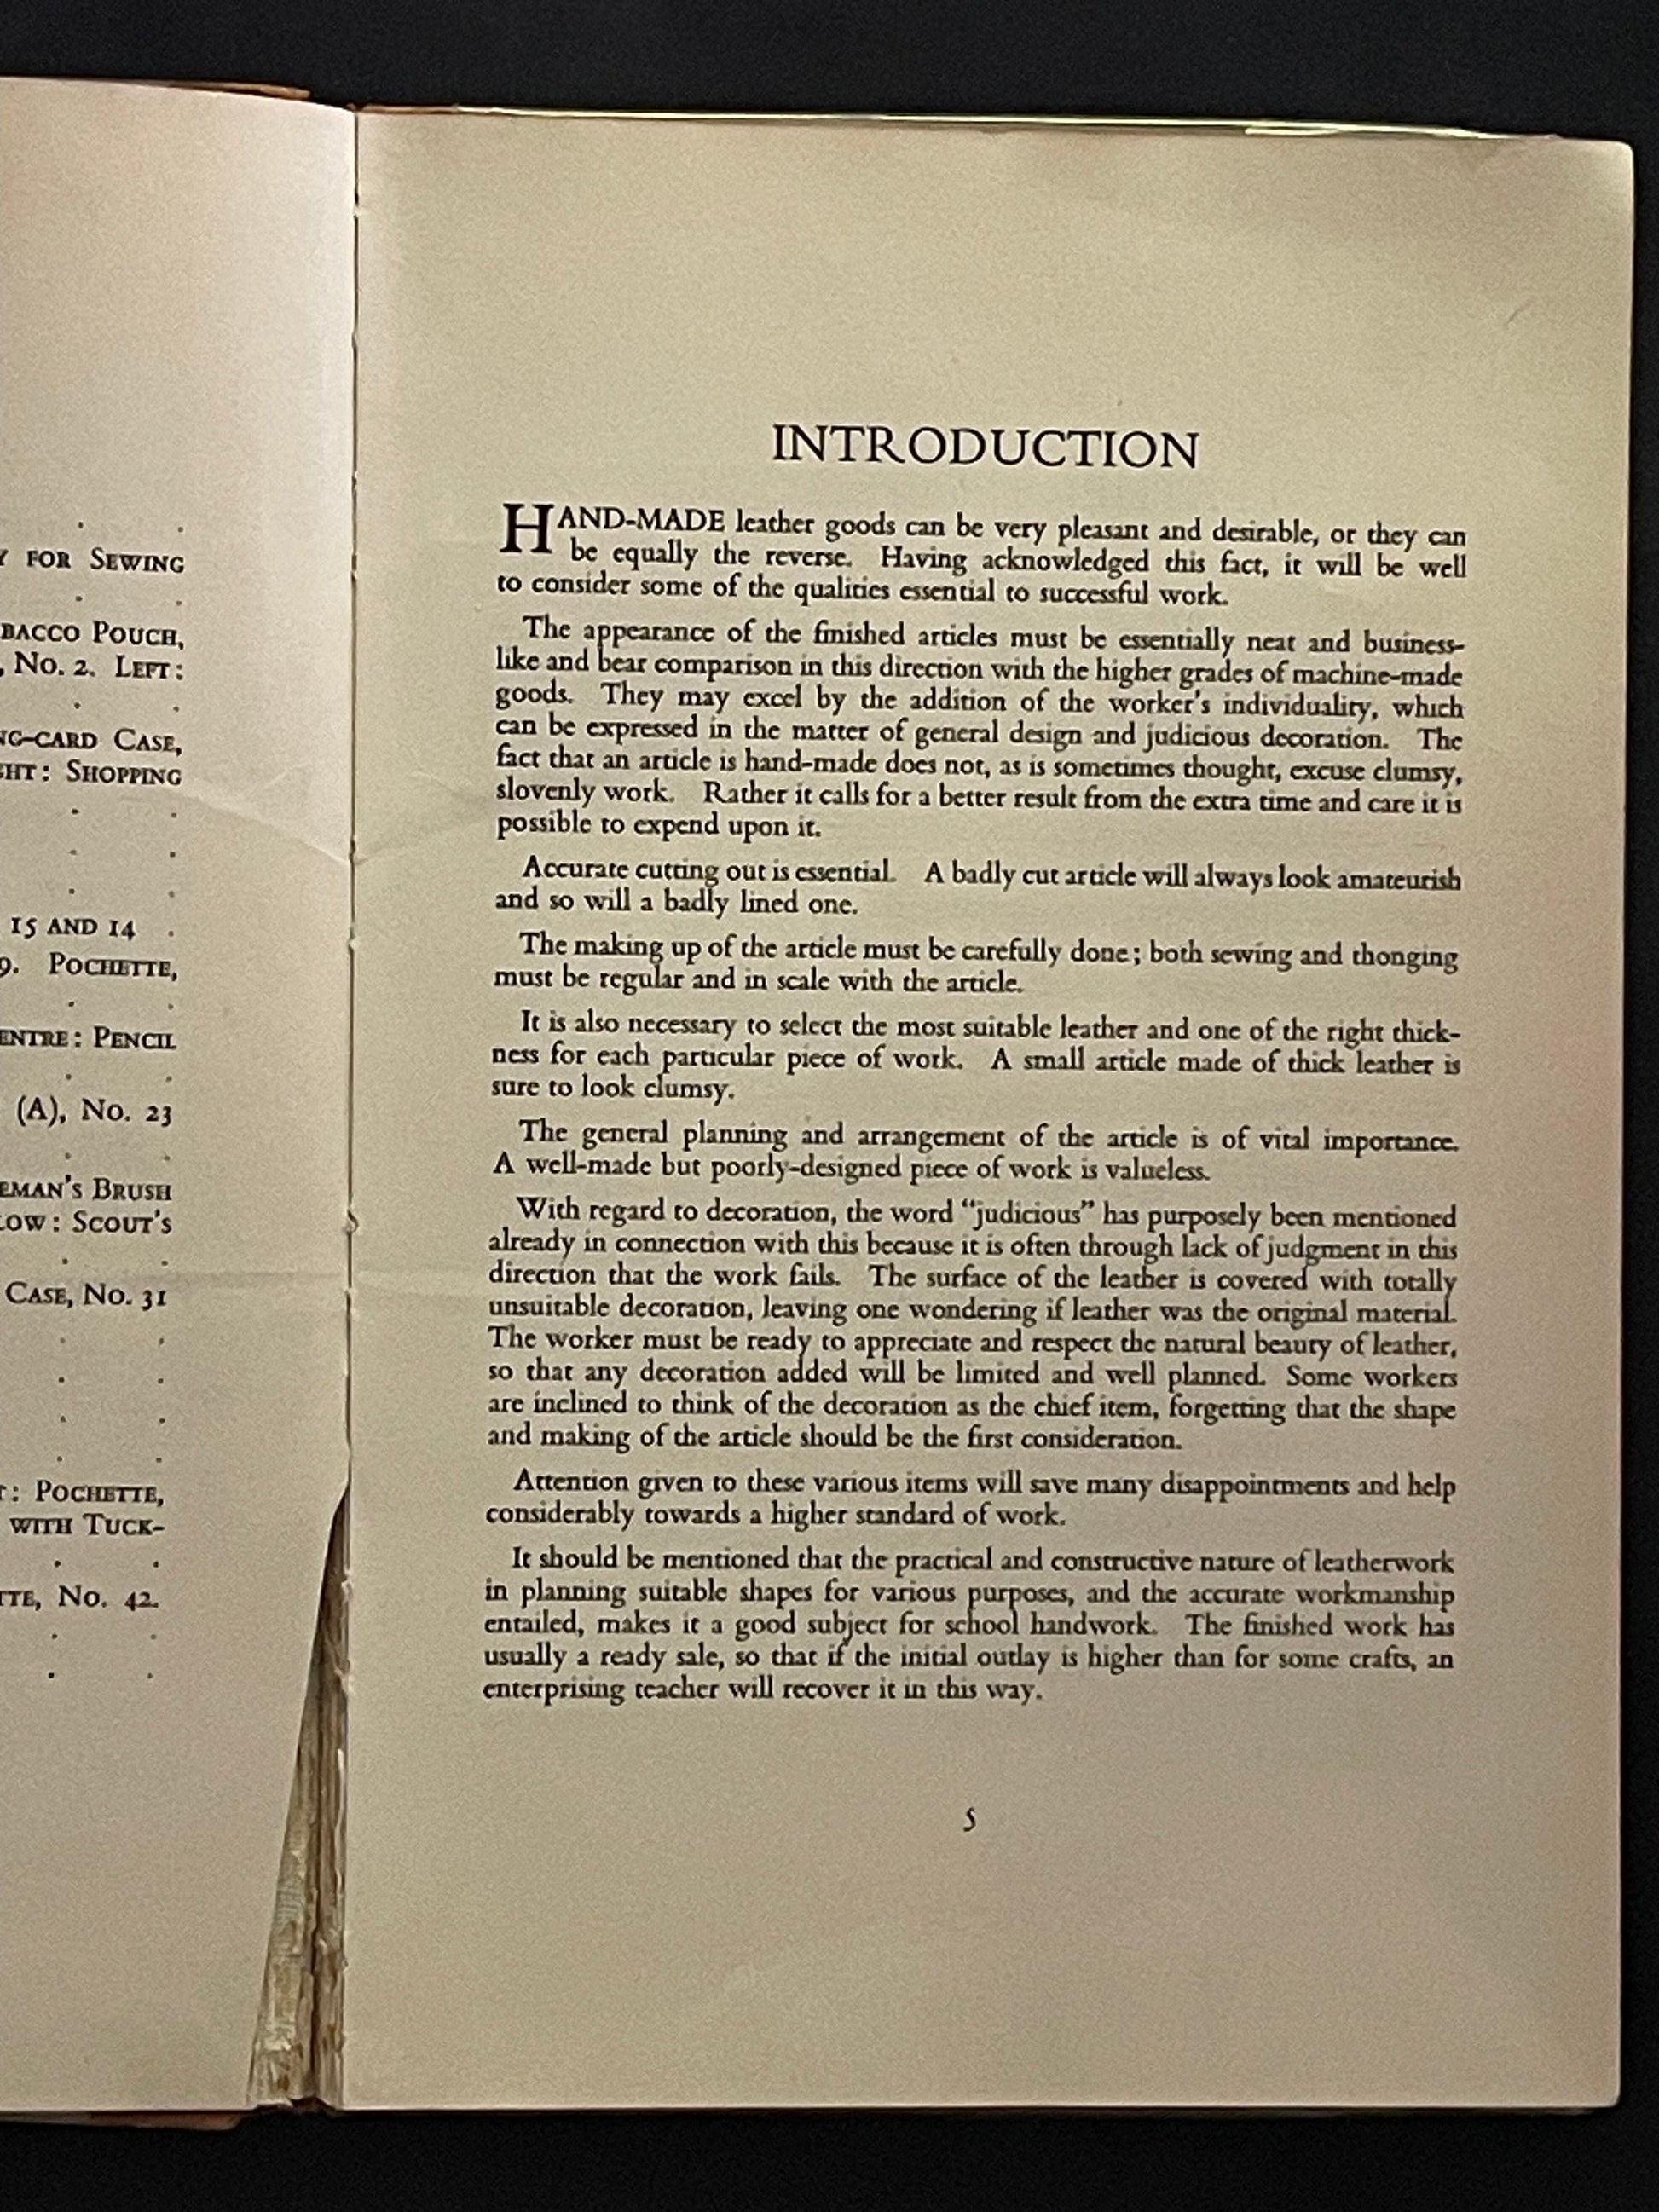 FOR SEWING
BACCO POUCH,
, NO. 2. LEFT:
NG-CARD CASE,
HT: SHOPPING
15 AND 14 .
9. POCHETTE,
ENTRE: PENCIL
(A), NO. 23
EMAN'S BRUSH
LOW: SCOUT'S
CASE, NO. 31
T: POCHETTE,
WITH TUCK-
TTE, NO. 42.
INTRODUCTION
HAND-MADE leather goods can be very pleasant and desirable, or they can
be equally the reverse. Having acknowledged this fact, it will be well
to consider some of the qualities essential to successful work.
The appearance of the finished articles must be essentially neat and business-
like and bear comparison in this direction with the higher grades of machine-made
goods. They may excel by the addition of the worker's individuality, which
can be expressed in the matter of general design and judicious decoration. The
fact that an article is hand-made does not, as is sometimes thought, excuse clumsy,
slovenly work. Rather it calls for a better result from the extra time and care it is
possible to expend upon it.
Accurate cutting out is essential. A badly cut article will always look amateurish
and so will a badly lined one.
The making up of the article must be carefully done; both sewing and thonging
must be regular and in scale with the article.
It is also necessary to select the most suitable leather and one of the right thick-
ness for each particular piece of work. A small article made of thick leather is
sure to look clumsy.
The general planning and arrangement of the article is of vital importance.
A well-made but poorly-designed piece of work is valueless.
With regard to decoration, the word "judicious" has purposely been mentioned
already in connection with this because it is often through lack of judgment in this
direction that the work fails. The surface of the leather is covered with totally
unsuitable decoration, leaving one wondering if leather was the original material.
The worker must be ready to appreciate and respect the natural beauty of leather,
so that any decoration added will be limited and well planned. Some workers
are inclined to think of the decoration as the chief item, forgetting that the shape
and making of the article should be the first consideration.
Attention given to these various items will save many disappointments and help
considerably towards a higher standard of work.
It should be mentioned that the practical and constructive nature of leatherwork
in planning suitable shapes for various purposes, and the accurate workmanship
entailed, makes it a good subject for school handwork. The finished work has
usually a ready sale, so that if the initial outlay is higher than for some crafts, an
enterprising teacher will recover it in this way.
5